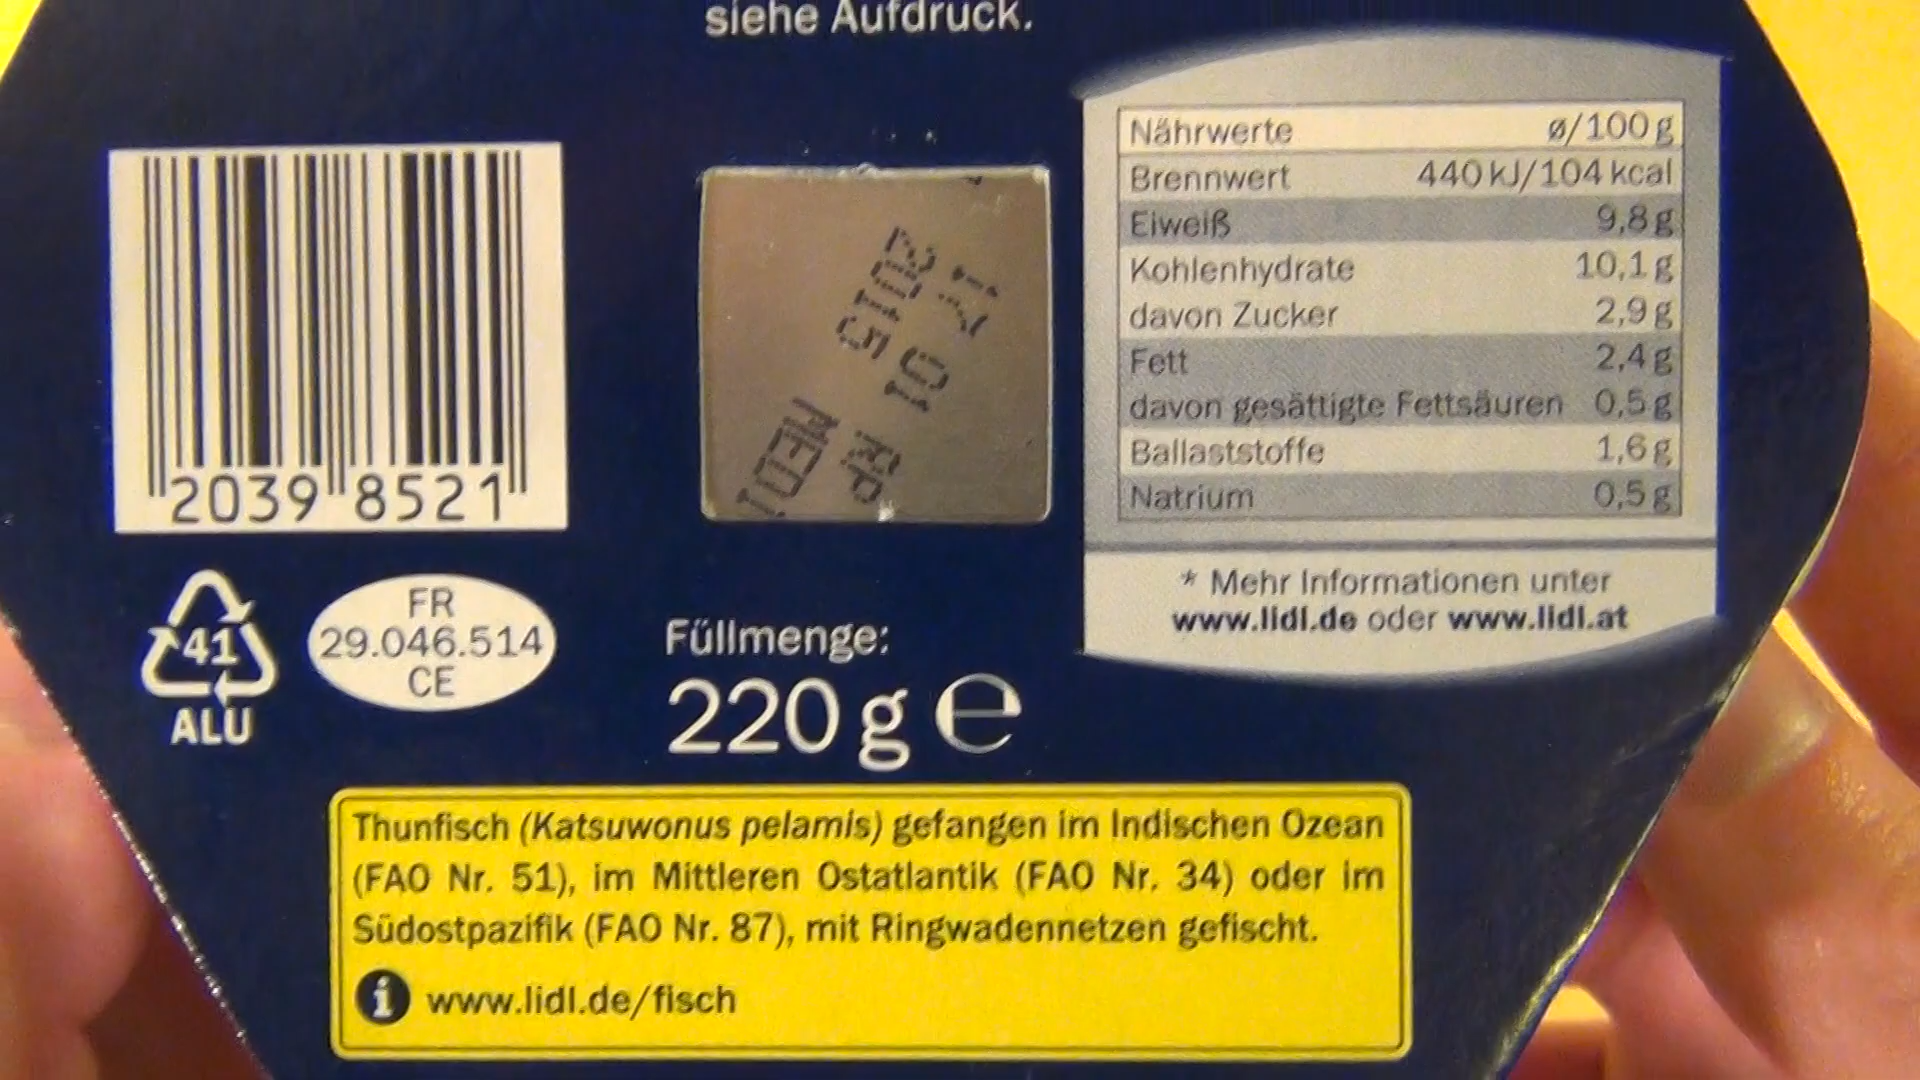 siehe Aufdruck.
2039 8521
41
ALU
FR
29.046.514
CE
2015
MEDI
RP
Füllmenge:
220 g e
Nährwerte ø/100 g
Brennwert 440 kJ/104 kcal
Eiweiß 9,8 g
Kohlenhydrate 10,1 g
davon Zucker 2,9 g
Fett 2,4 g
davon gesättigte Fettsäuren 0,5 g
Ballaststoffe 1,6 g
Natrium 0,5 g
* Mehr Informationen unter
www.lidl.de oder www.lidl.at
Thunfisch (Katsuwonus pelamis) gefangen im Indischen Ozean
(FAO Nr. 51), im Mittleren Ostatlantik (FAO Nr. 34) oder im
Südostpazifik (FAO Nr. 87), mit Ringwadennetzen gefischt.
i www.lidl.de/fisch